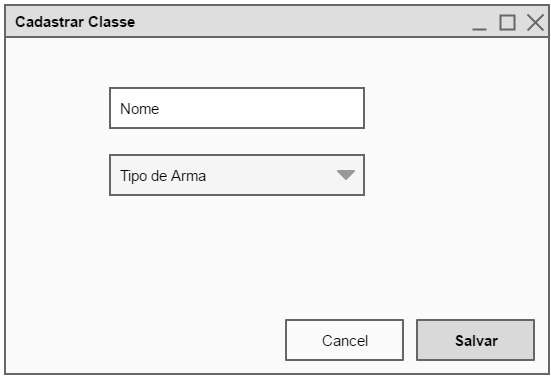 Cadastrar Classe
Nome
Tipo de Arma
Cancel
Salvar